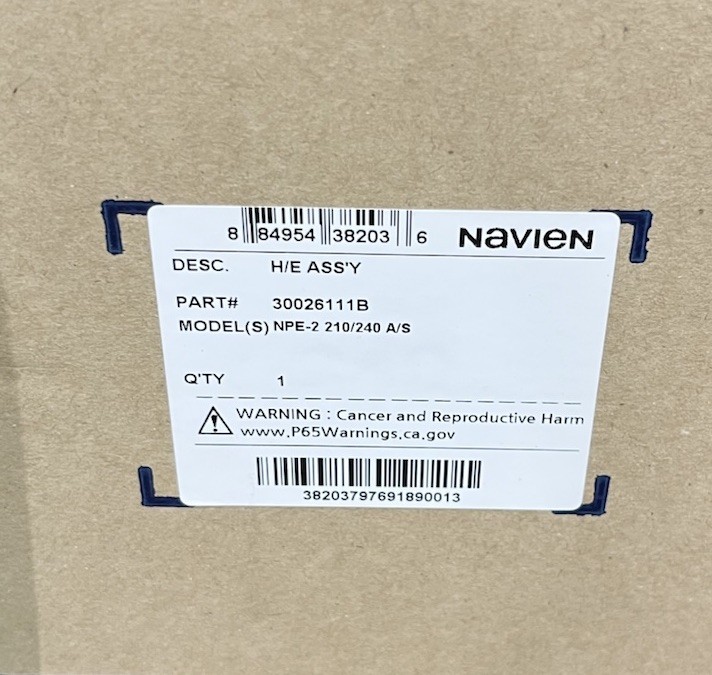 8 84954 38203 6 NaviEN
DESC. H/E ASS'Y
PART# 30026111B
MODEL(S) NPE-2 210/240 A/S
Q'TY 1
WARNING : Cancer and Reproductive Harm
www.P65Warnings.ca.gov
38203797691890013